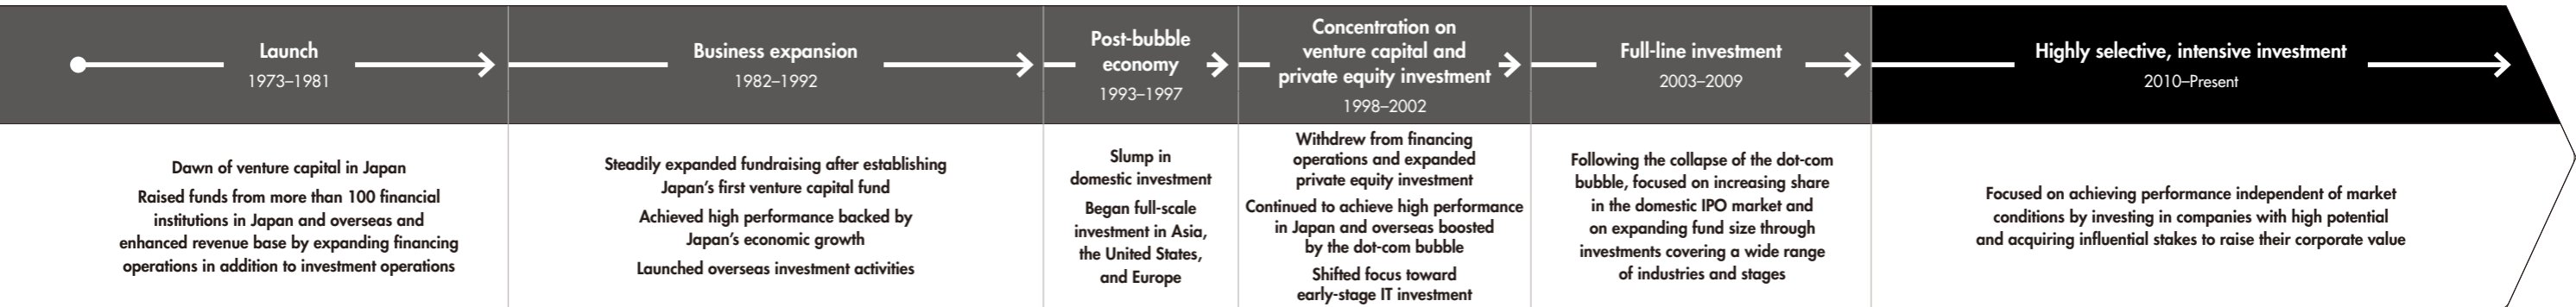 Launch
1973–1981
Business expansion
1982–1992
Post-bubble
economy
1993–1997
Concentration on
venture capital and
private equity investment
1998–2002
Full-line investment
2003–2009
Highly selective, intensive investment
2010–Present
Dawn of venture capital in Japan
Raised funds from more than 100 financial
institutions in Japan and overseas and
enhanced revenue base by expanding financing
operations in addition to investment operations
Steadily expanded fundraising after establishing
Japan's first venture capital fund
Achieved high performance backed by
Japan's economic growth
Launched overseas investment activities
Slump in
domestic investment
Began full-scale
investment in Asia,
the United States,
and Europe
Withdrew from financing
operations and expanded
private equity investment
Continued to achieve high performance
in Japan and overseas boosted
by the dot-com bubble
Shifted focus toward
early-stage IT investment
Following the collapse of the dot-com
bubble, focused on increasing share
in the domestic IPO market and
on expanding fund size through
investments covering a wide range
of industries and stages
Focused on achieving performance independent of market
conditions by investing in companies with high potential
and acquiring influential stakes to raise their corporate value